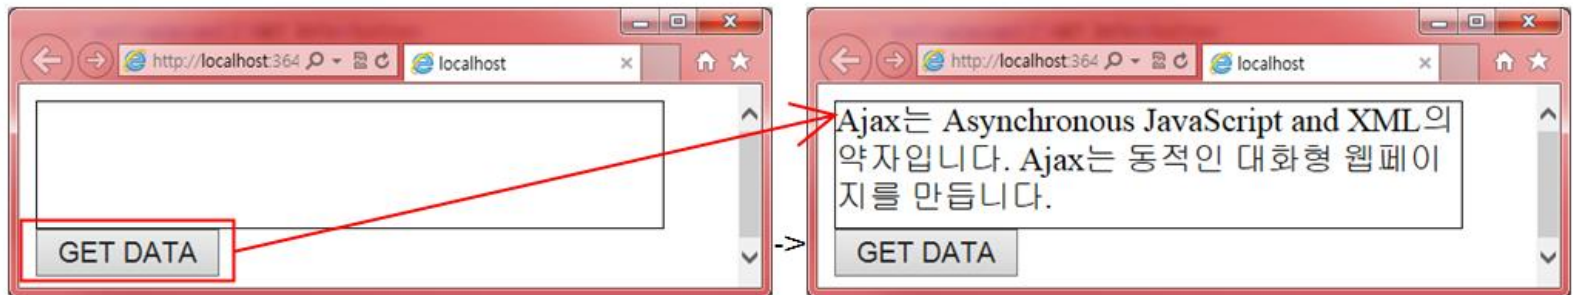 http://localhost:364
localhost
GET DATA
->
http://localhost:364
localhost
Ajax는 Asynchronous JavaScript and XML의
약자입니다. Ajax는 동적인 대화형 웹페이
지를 만듭니다.
GET DATA